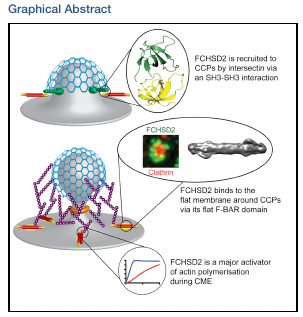 Graphical Abstract
FCHSD2 is recruited to
CCPs by intersectin via
an SH3-SH3 interaction
FCHSD2
Clathrin
FCHSD2 binds to the
flat membrane around CCPs
via its flat F-BAR domain
FCHSD2 is a major activator
of actin polymerisation
during CME